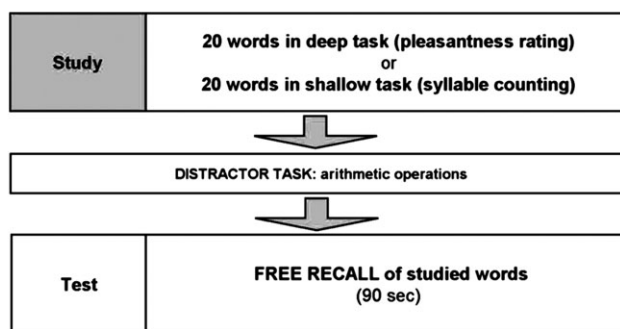 Study
20 words in deep task (pleasantness rating)
or
20 words in shallow task (syllable counting)
DISTRACTOR TASK: arithmetic operations
Test
FREE RECALL of studied words
(90 sec)